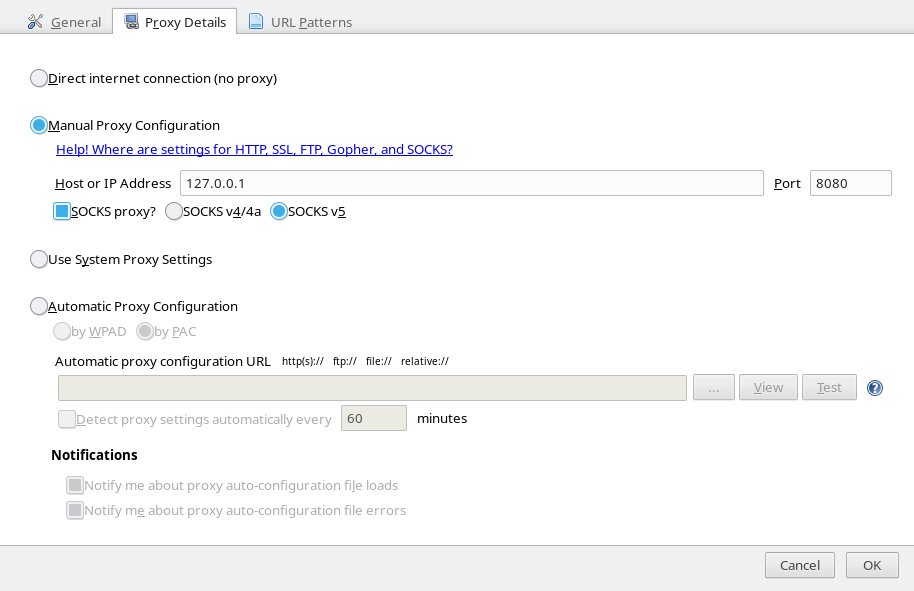 General Proxy Details URL Patterns
Direct internet connection (no proxy)
Manual Proxy Configuration
Help! Where are settings for HTTP, SSL, FTP, Gopher, and SOCKS?
Host or IP Address 127.0.0.1 Port 8080
SOCKS proxy? SOCKS v4/4a SOCKS v5
Use System Proxy Settings
Automatic Proxy Configuration
by WPAD by PAC
Automatic proxy configuration URL http(s):// ftp:// file:// relative://
... View Test ?
Detect proxy settings automatically every 60 minutes
Notifications
Notify me about proxy auto-configuration file loads
Notify me about proxy auto-configuration file errors
Cancel OK